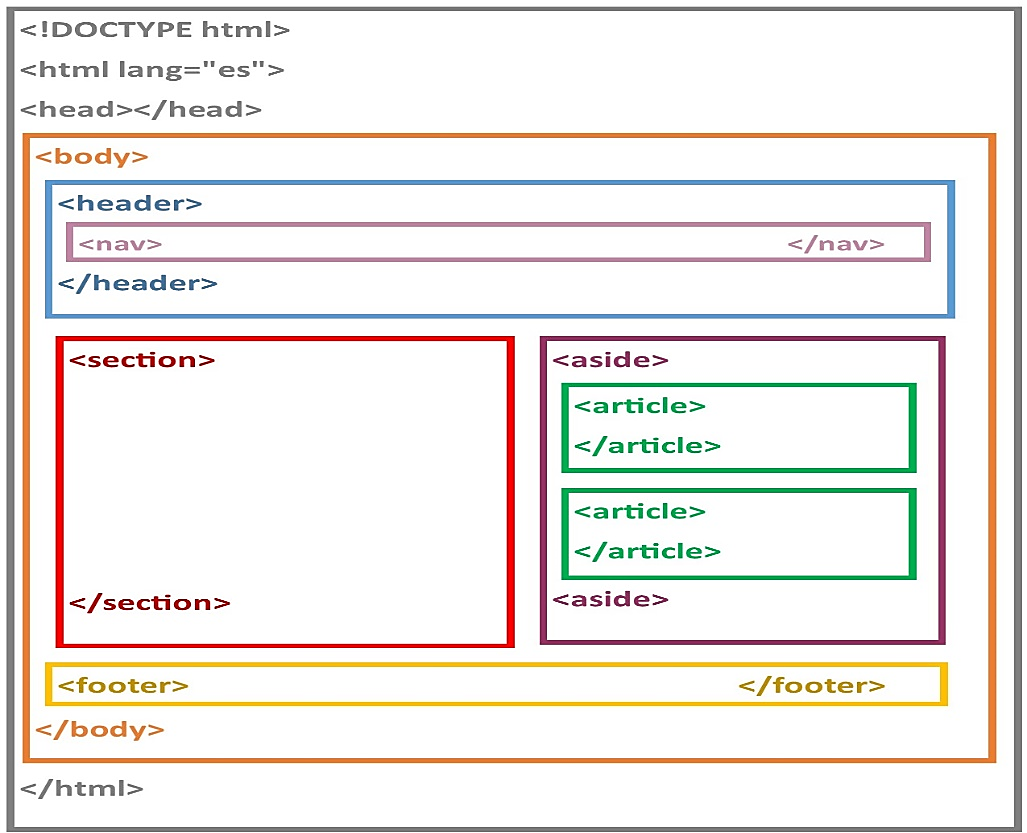 <!DOCTYPE html>
<html lang="es">
<head></head>
<body>
<header>
<nav> </nav>
</header>
<section>
</section>
<aside>
<article>
</article>
<article>
</article>
<aside>
<footer> </footer>
</body>
</html>